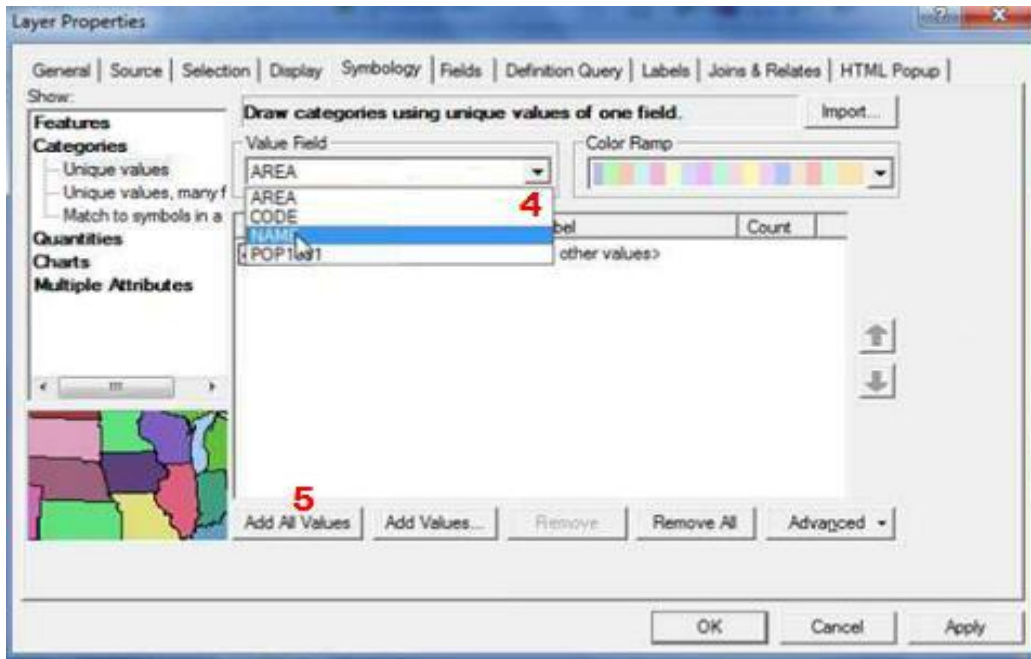 Layer Properties
General | Source | Selection | Display | Symbology | Fields | Definition Query | Labels | Joins & Relates | HTML Popup
Show:
Features
Categories
Unique values
Unique values, many f
Match to symbols in a
Quantities
Charts
Multiple Attributes
Draw categories using unique values of one field.
Import...
Value Field
AREA
AREA
CODE
NAME
4
Color Ramp
bel
Count
other values>
5
Add All Values
Add Values...
Remove
Remove All
Advanced
OK
Cancel
Apply